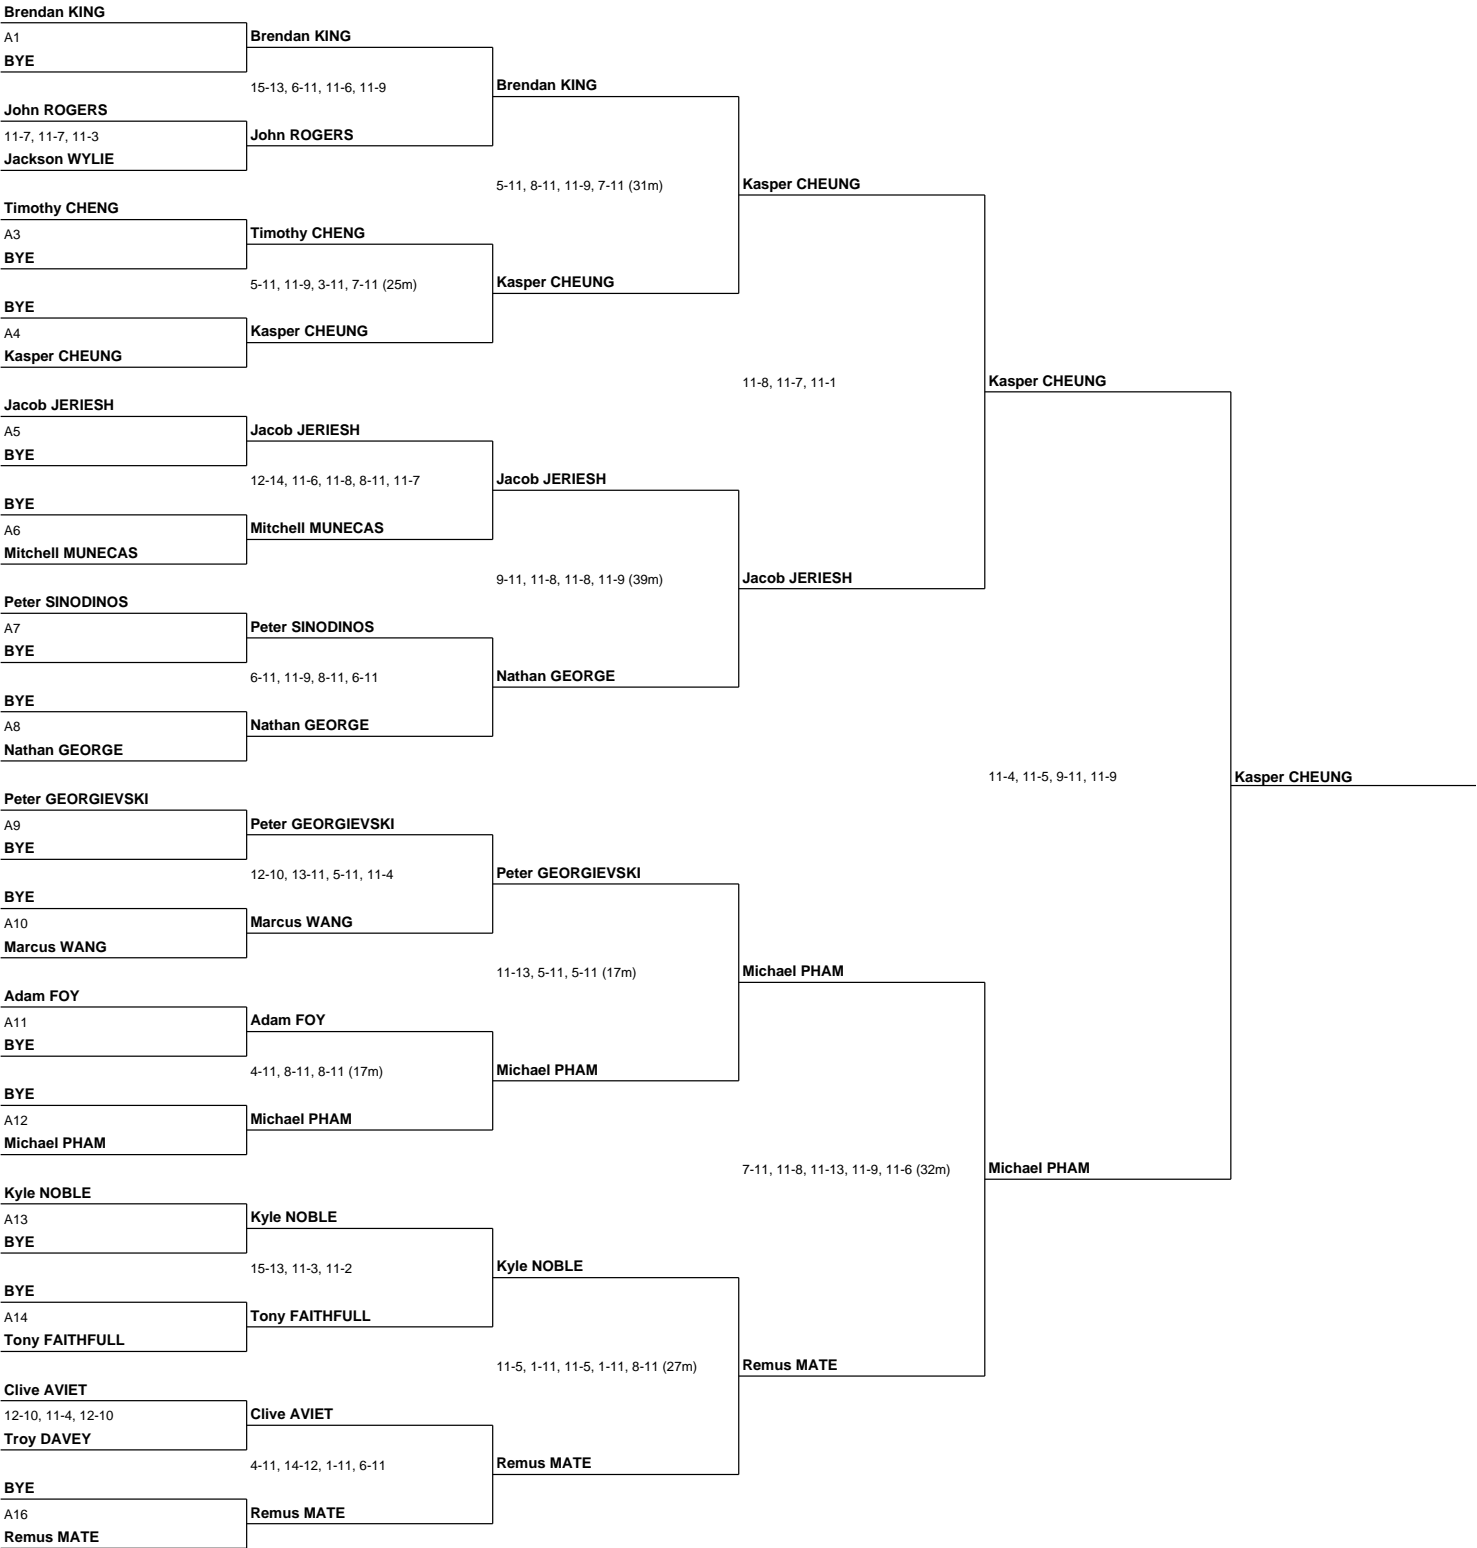 Brendan KING
A1
BYE
Brendan KING
15-13, 6-11, 11-6, 11-9
Brendan KING
John ROGERS
11-7, 11-7, 11-3
Jackson WYLIE
John ROGERS
5-11, 8-11, 11-9, 7-11 (31m)
Kasper CHEUNG
Timothy CHENG
A3
BYE
Timothy CHENG
5-11, 11-9, 3-11, 7-11 (25m)
Kasper CHEUNG
BYE
A4
Kasper CHEUNG
Kasper CHEUNG
11-8, 11-7, 11-1
Kasper CHEUNG
Jacob JERIESH
A5
BYE
Jacob JERIESH
12-14, 11-6, 11-8, 8-11, 11-7
Jacob JERIESH
BYE
A6
Mitchell MUNECAS
Mitchell MUNECAS
9-11, 11-8, 11-8, 11-9 (39m)
Jacob JERIESH
Peter SINODINOS
A7
BYE
Peter SINODINOS
6-11, 11-9, 8-11, 6-11
Nathan GEORGE
BYE
A8
Nathan GEORGE
Nathan GEORGE
11-4, 11-5, 9-11, 11-9
Kasper CHEUNG
Peter GEORGIEVSKI
A9
BYE
Peter GEORGIEVSKI
12-10, 13-11, 5-11, 11-4
Peter GEORGIEVSKI
BYE
A10
Marcus WANG
Marcus WANG
11-13, 5-11, 5-11 (17m)
Michael PHAM
Adam FOY
A11
BYE
Adam FOY
4-11, 8-11, 8-11 (17m)
Michael PHAM
BYE
A12
Michael PHAM
Michael PHAM
7-11, 11-8, 11-13, 11-9, 11-6 (32m)
Michael PHAM
Kyle NOBLE
A13
BYE
Kyle NOBLE
15-13, 11-3, 11-2
Kyle NOBLE
BYE
A14
Tony FAITHFULL
Tony FAITHFULL
11-5, 1-11, 11-5, 1-11, 8-11 (27m)
Remus MATE
Clive AVIET
12-10, 11-4, 12-10
Troy DAVEY
Clive AVIET
4-11, 14-12, 1-11, 6-11
Remus MATE
BYE
A16
Remus MATE
Remus MATE